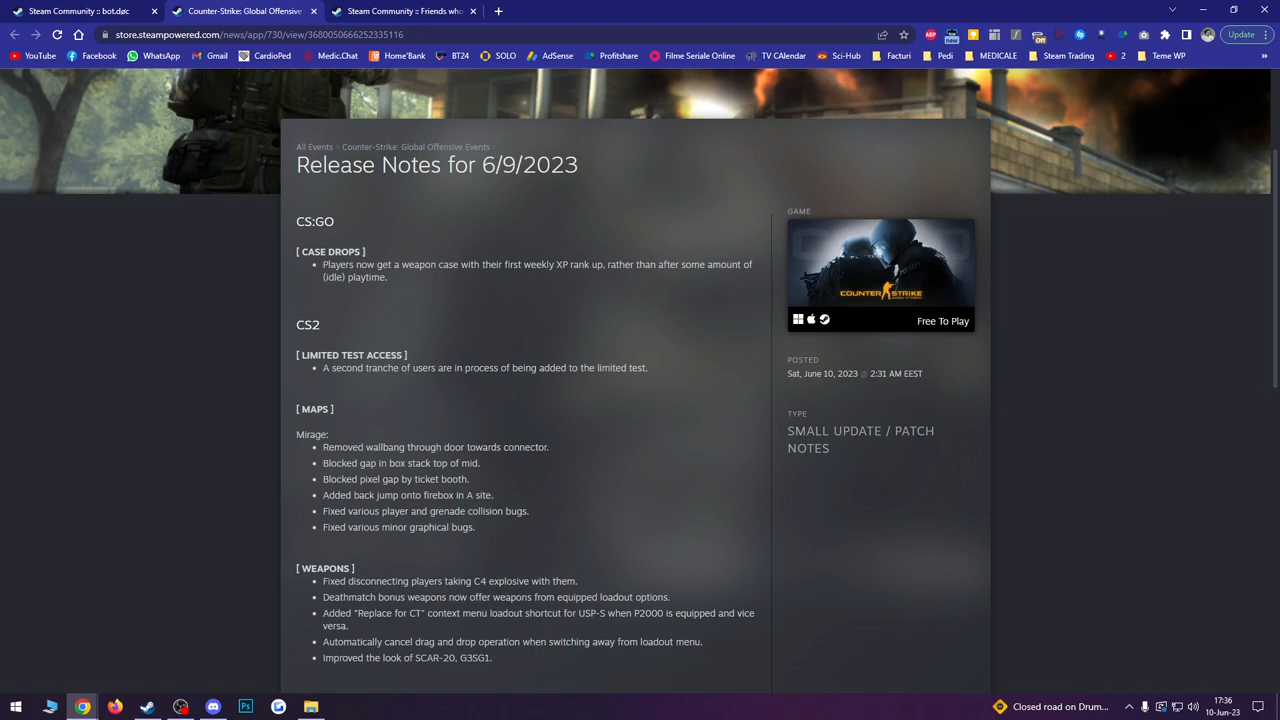 Steam Community :: bot.døc
Counter-Strike: Global Offensive
Steam Community :: Friends who
store.steampowered.com/news/app/730/view/3680050666252335116
Update
YouTube
Facebook
WhatsApp
Gmail
CardioPed
Medic.Chat
Home'Bank
BT24
SOLO
AdSense
Profitshare
Filme Seriale Online
TV CAlendar
Sci-Hub
Facturi
Pedi
MEDICALE
Steam Trading
2
Teme WP
All Events > Counter-Strike: Global Offensive Events
Release Notes for 6/9/2023
CS:GO
[ CASE DROPS ]
Players now get a weapon case with their first weekly XP rank up, rather than after some amount of
(idle) playtime.
CS2
[ LIMITED TEST ACCESS ]
A second tranche of users are in process of being added to the limited test.
[ MAPS ]
Mirage:
Removed wallbang through door towards connector.
Blocked gap in box stack top of mid.
Blocked pixel gap by ticket booth.
Added back jump onto firebox in A site.
Fixed various player and grenade collision bugs.
Fixed various minor graphical bugs.
[ WEAPONS ]
Fixed disconnecting players taking C4 explosive with them.
Deathmatch bonus weapons now offer weapons from equipped loadout options.
Added "Replace for CT" context menu loadout shortcut for USP-S when P2000 is equipped and vice
versa.
Automatically cancel drag and drop operation when switching away from loadout menu.
Improved the look of SCAR-20, G3SG1.
GAME
COUNTER STRIKE
GLOBAL OFFENSIVE
Free To Play
POSTED
Sat, June 10, 2023 @ 2:31 AM EEST
TYPE
SMALL UPDATE / PATCH
NOTES
Closed road on Drum...
17:36
10-Jun-23